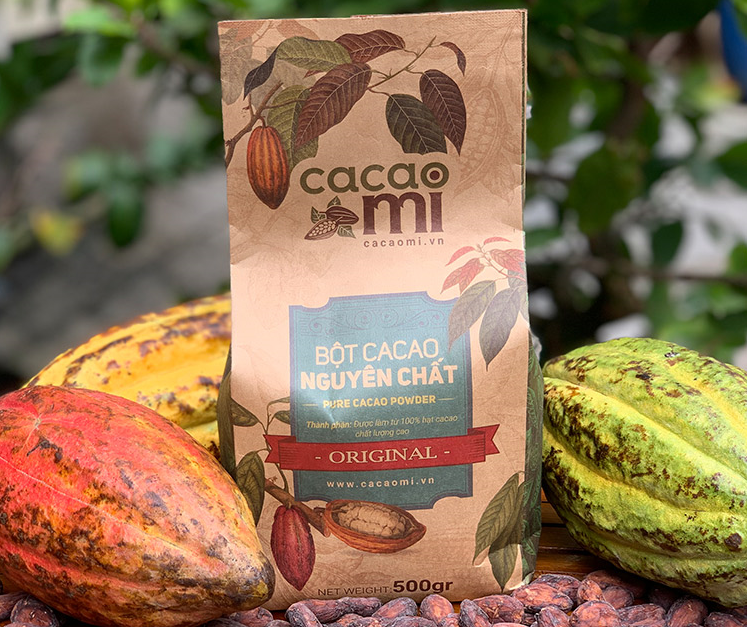 cacao
mi
cacaomi.vn
BỘT CACAO
NGUYÊN CHẤT
PURE CACAO POWDER
Thành phần: Được làm từ 100% hạt cacao
chất lượng cao
- ORIGINAL -
www.cacaomi.vn
NET WEIGHT: 500gr